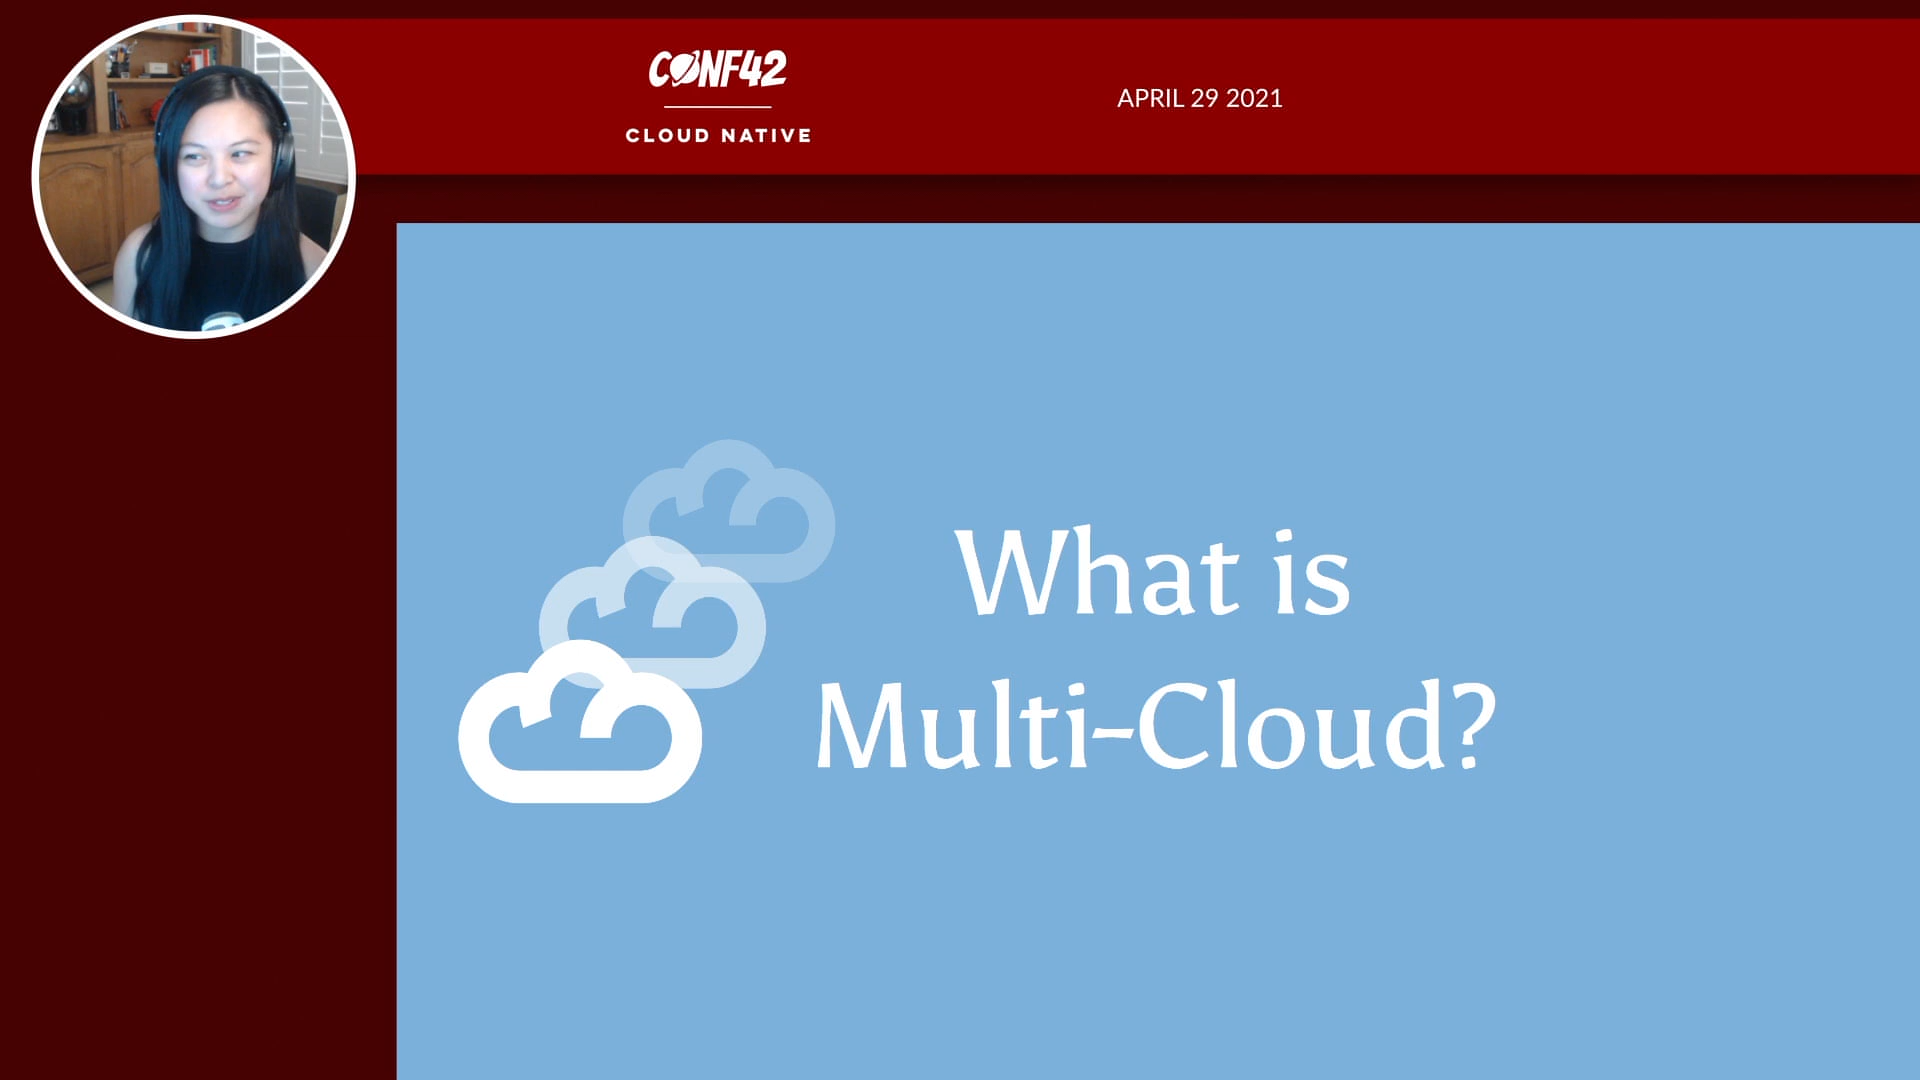 CONF42
CLOUD NATIVE
APRIL 29 2021
What is
Multi-Cloud?